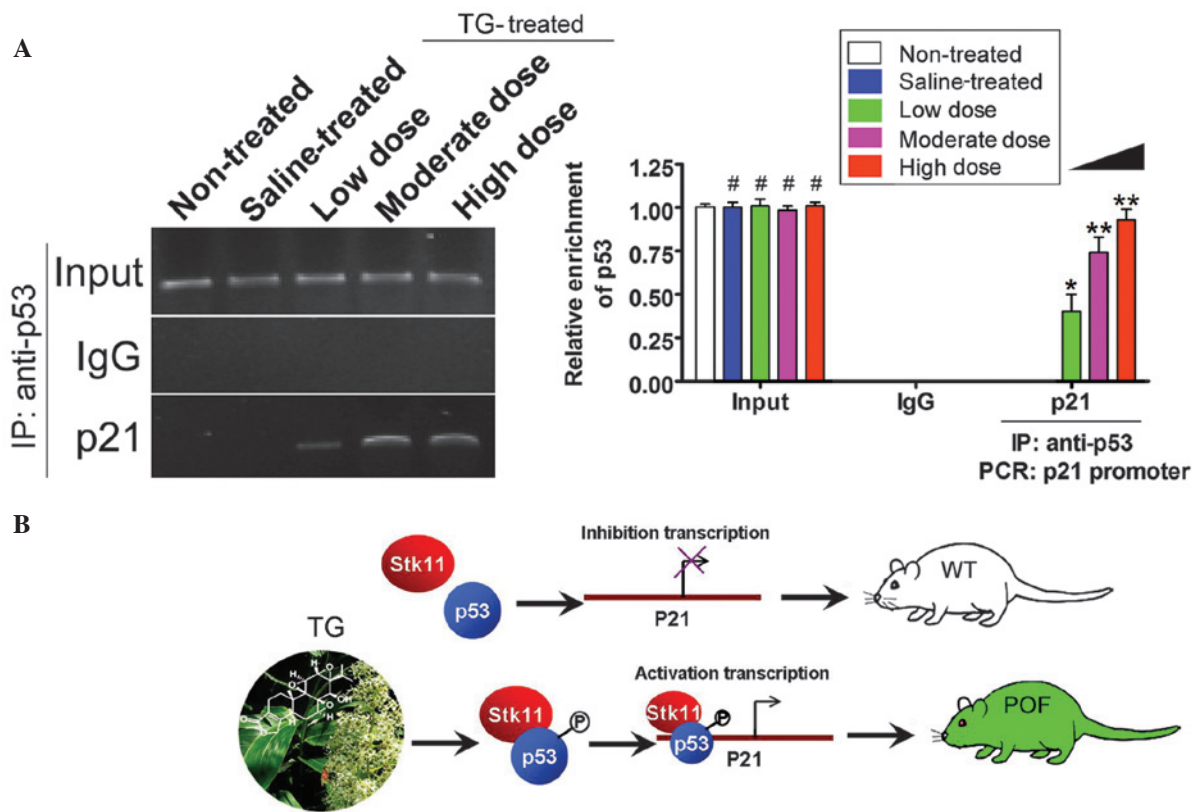 A
TG-treated
Non-treated
Saline-treated
Low dose
Moderate dose
High dose
IP: anti-p53
Input
IgG
p21
Non-treated
Saline-treated
Low dose
Moderate dose
High dose
Relative enrichment
of p53
1.25
1.00
0.75
0.50
0.25
0.00
# # # #
* ** **
Input IgG p21
IP: anti-p53
PCR: p21 promoter
B
Inhibition transcription
Stk11
p53
P21
WT
TG
Activation transcription
Stk11
p53
P
Stk11
p53
P
P21
POF